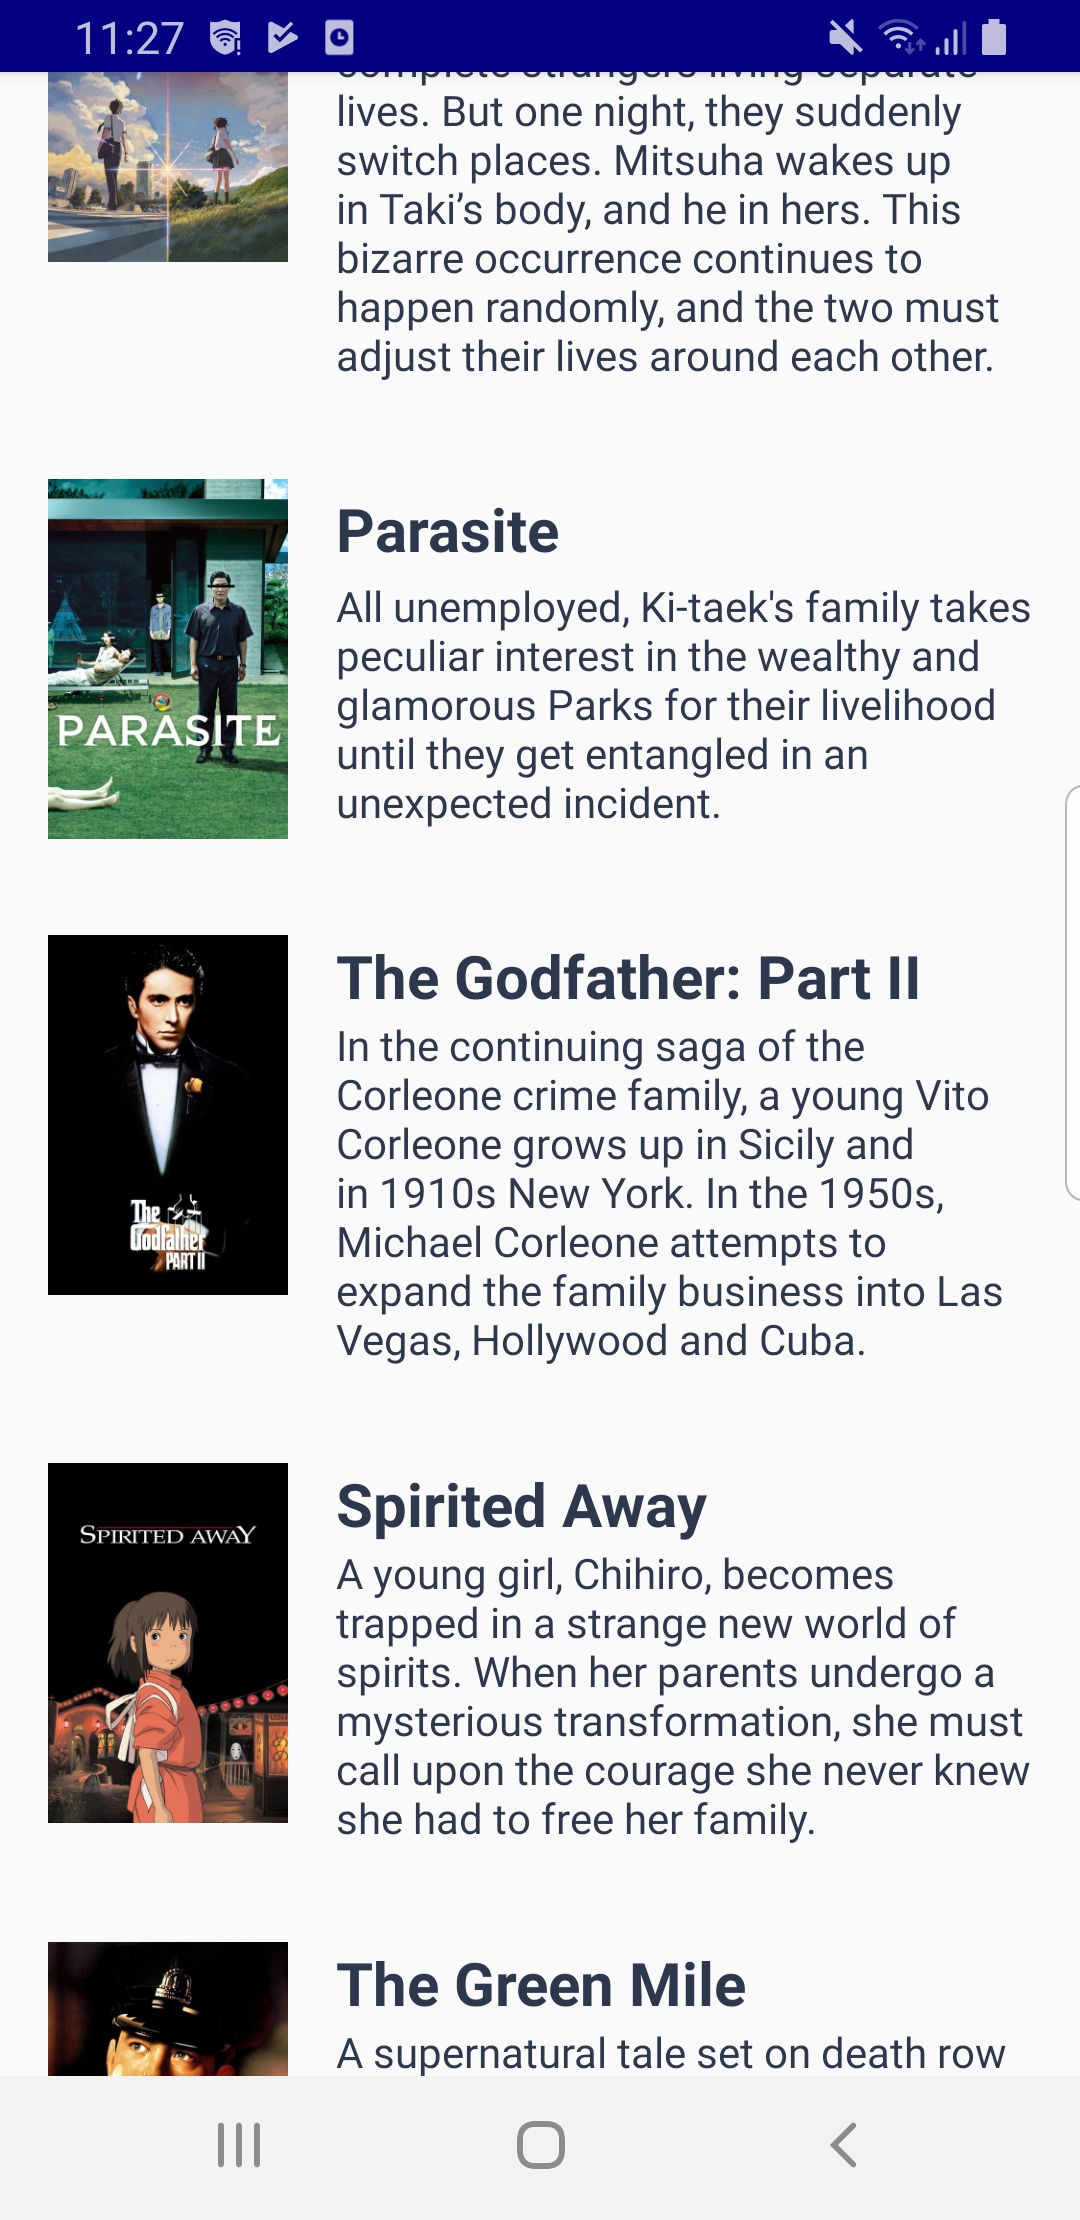 11:27
complete strangers living separate
lives. But one night, they suddenly
switch places. Mitsuha wakes up
in Taki’s body, and he in hers. This
bizarre occurrence continues to
happen randomly, and the two must
adjust their lives around each other.
PARASITE
Parasite
All unemployed, Ki-taek's family takes
peculiar interest in the wealthy and
glamorous Parks for their livelihood
until they get entangled in an
unexpected incident.
The
Godfather
PART II
The Godfather: Part II
In the continuing saga of the
Corleone crime family, a young Vito
Corleone grows up in Sicily and
in 1910s New York. In the 1950s,
Michael Corleone attempts to
expand the family business into Las
Vegas, Hollywood and Cuba.
SPIRITED AWAY
Spirited Away
A young girl, Chihiro, becomes
trapped in a strange new world of
spirits. When her parents undergo a
mysterious transformation, she must
call upon the courage she never knew
she had to free her family.
The Green Mile
A supernatural tale set on death row